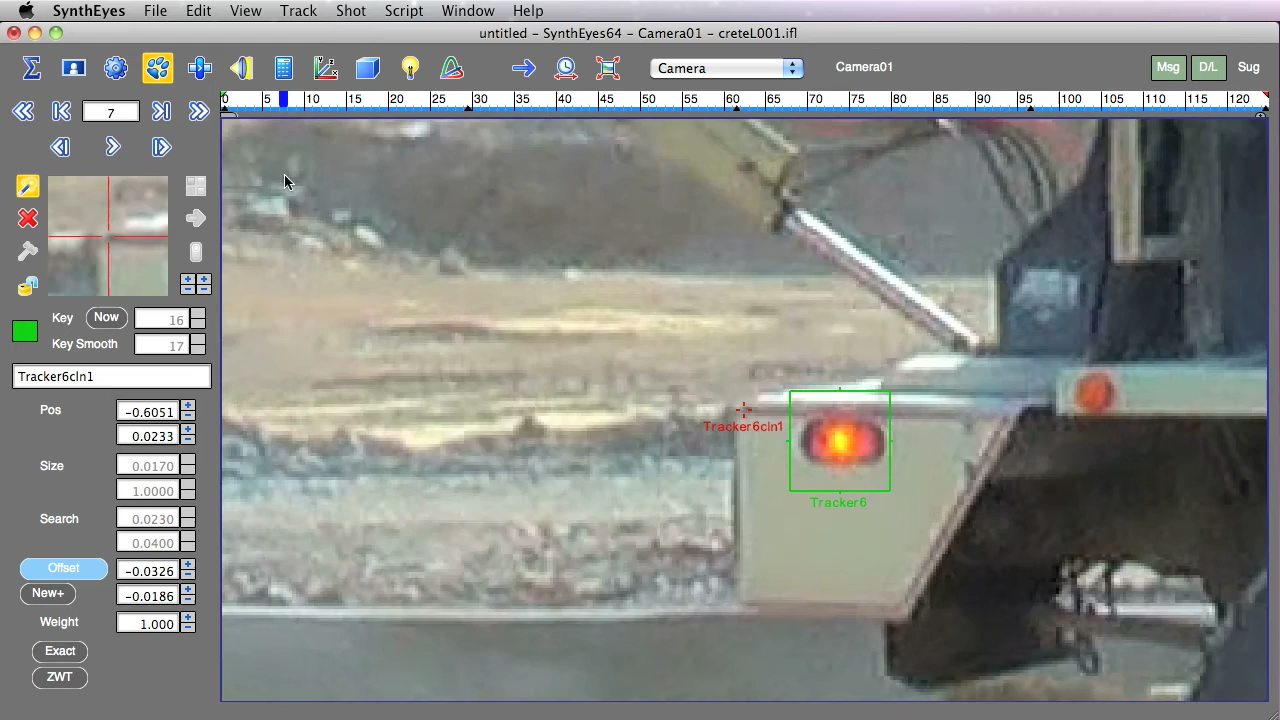 SynthEyes File Edit View Track Shot Script Window Help
untitled – SynthEyes64 – Camera01 – creteL001.ifl
Camera Camera01 Msg D/L Sug
7
0 5 10 15 20 25 30 35 40 45 50 55 60 65 70 75 80 85 90 95 100 105 110 115 120
Key Now 16
Key Smooth 17
Tracker6cln1
Pos -0.6051
0.0233
Size 0.0170
1.0000
Search 0.0230
0.0400
Offset -0.0326
New+ -0.0186
Weight 1.000
Exact
ZWT
Tracker6cln1
Tracker6